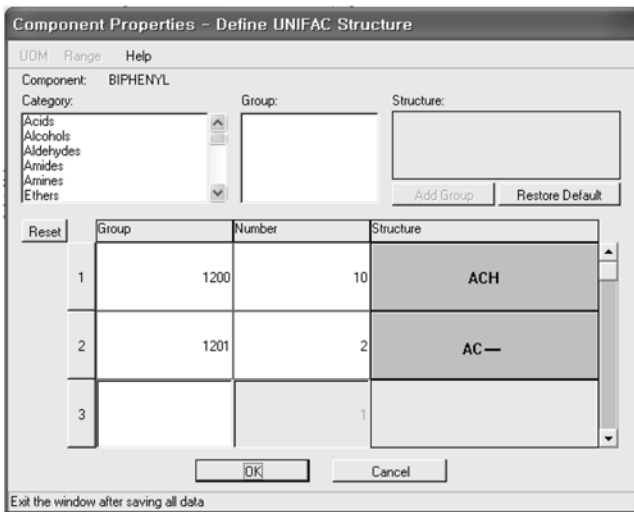 Component Properties – Define UNIFAC Structure
UOM Range Help
Component: BIPHENYL
Category: Group: Structure:
Acids
Alcohols
Aldehydes
Amides
Amines
Ethers
Add Group Restore Default
Reset Group Number Structure
1 1200 10 ACH
2 1201 2 AC—
3 1
OK Cancel
Exit the window after saving all data